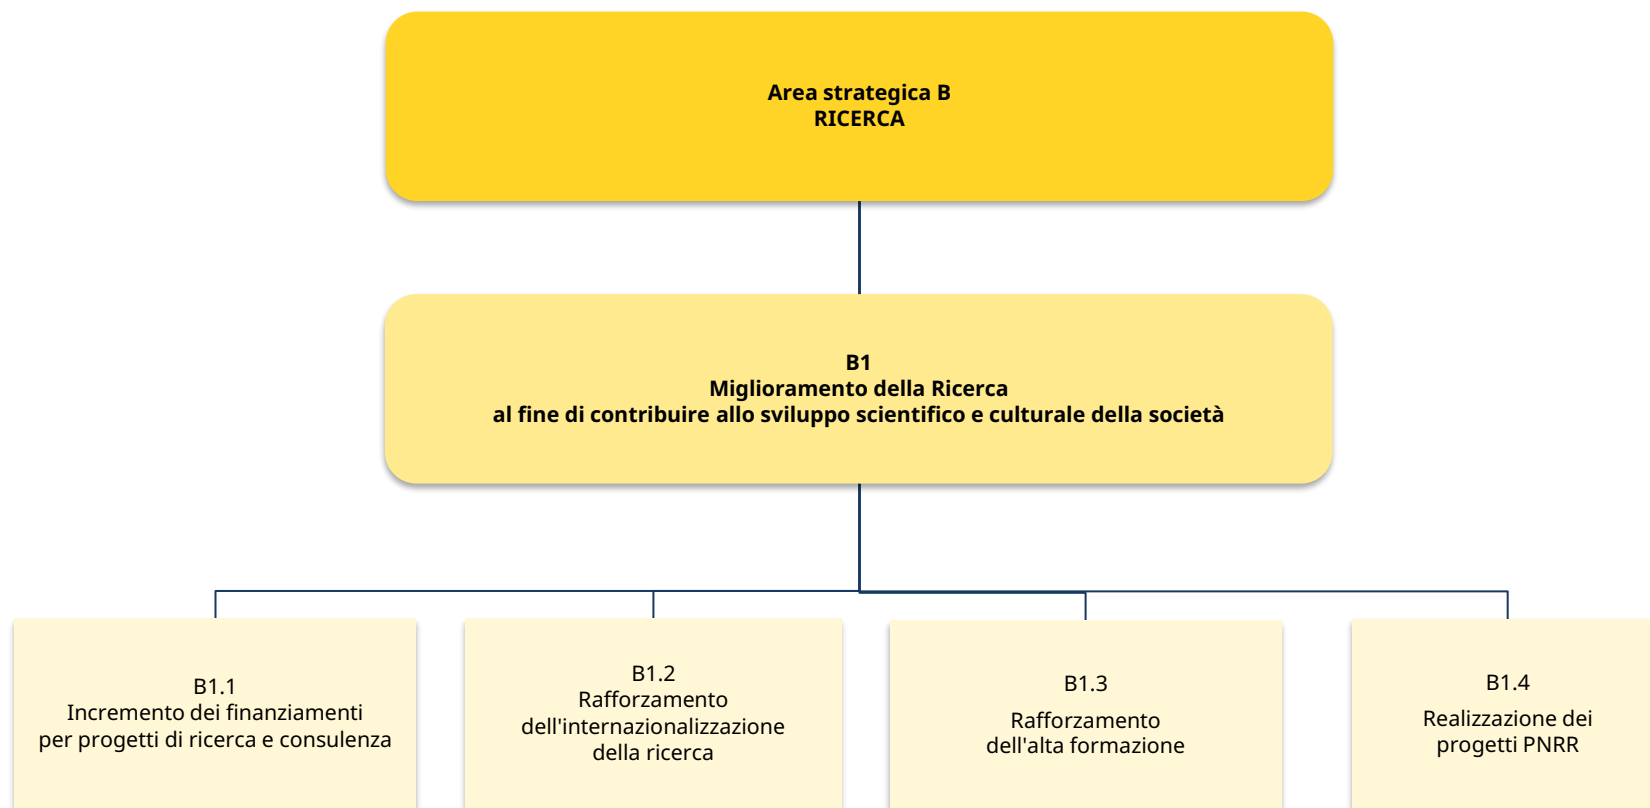 Area strategica B
RICERCA
B1
Miglioramento della Ricerca
al fine di contribuire allo sviluppo scientifico e culturale della società
B1.1
Incremento dei finanziamenti
per progetti di ricerca e consulenza
B1.2
Rafforzamento
dell'internazionalizzazione
della ricerca
B1.3
Rafforzamento
dell'alta formazione
B1.4
Realizzazione dei
progetti PNRR